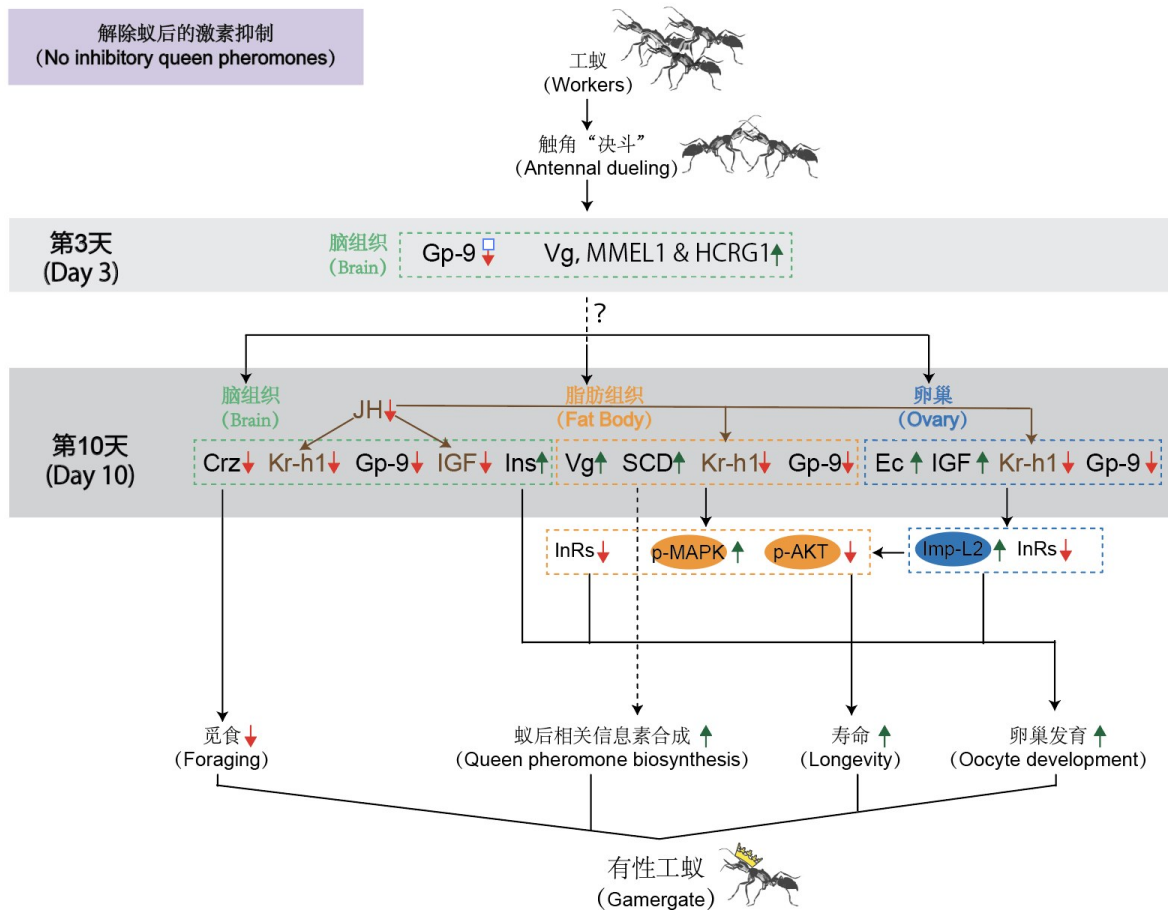 解除蚁后的激素抑制
(No inhibitory queen pheromones)
工蚁
(Workers)
触角“决斗”
(Antennal dueling)
第3天
(Day 3)
脑组织
(Brain)
Gp-9 Vg, MMEL1 & HCRG1
?
第10天
(Day 10)
脑组织
(Brain)
JH
脂肪组织
(Fat Body)
卵巢
(Ovary)
Crz Kr-h1 Gp-9 IGF Ins Vg SCD Kr-h1 Gp-9 Ec IGF Kr-h1 Gp-9
InRs p-MAPK p-AKT Imp-L2 InRs
觅食
(Foraging)
蚁后相关信息素合成
(Queen pheromone biosynthesis)
寿命
(Longevity)
卵巢发育
(Oocyte development)
有性工蚁
(Gamergate)